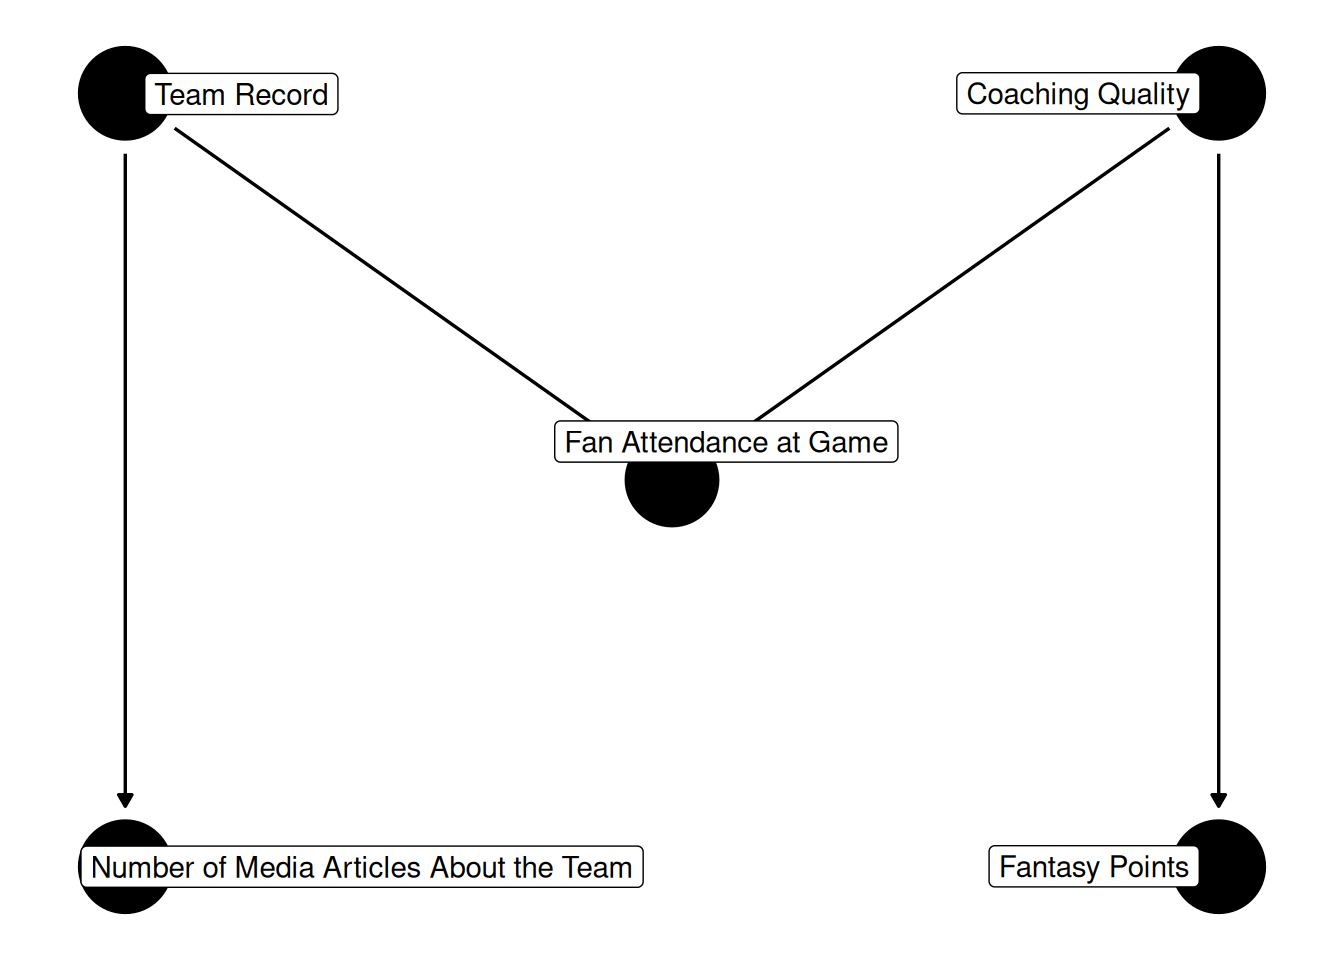 Team Record
Coaching Quality
Fan Attendance at Game
Number of Media Articles About the Team
Fantasy Points